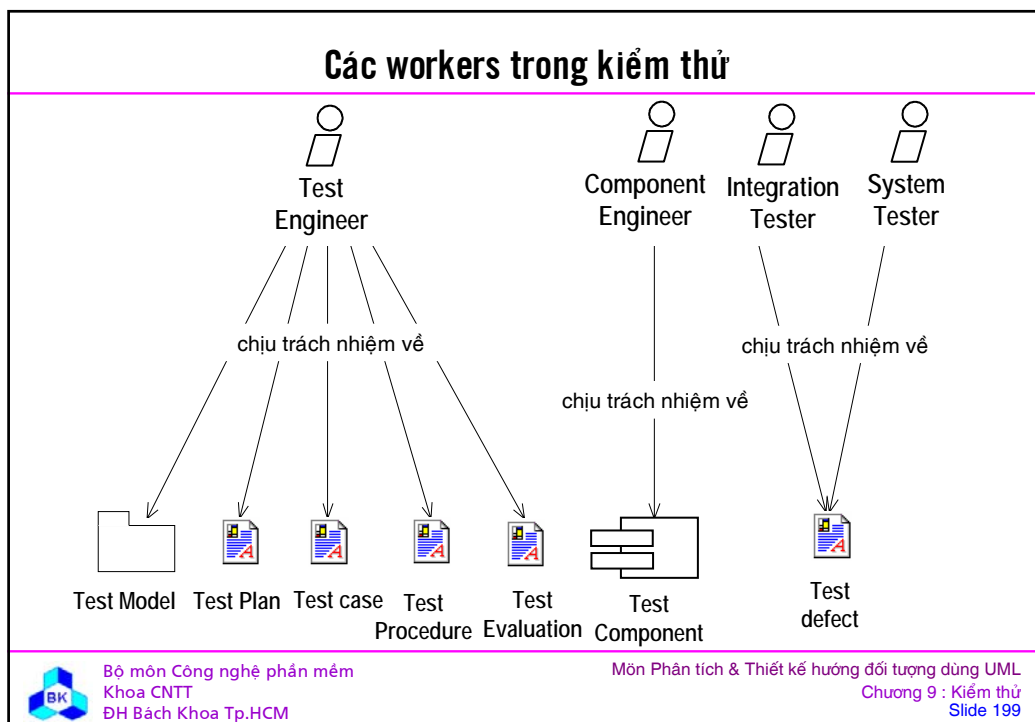 Các workers trong kiểm thử
Test
Engineer
Component
Engineer
Integration
Tester
System
Tester
chịu trách nhiệm về
chịu trách nhiệm về
chịu trách nhiệm về
Test Model
Test Plan
Test case
Test
Procedure
Test
Evaluation
Test
Component
Test
defect
BK
Bộ môn Công nghệ phần mềm
Khoa CNTT
ĐH Bách Khoa Tp.HCM
Mỗn Phân tích & Thiết kế hướng đối tượng dùng UML
Chương 9 : Kiểm thử
Slide 199